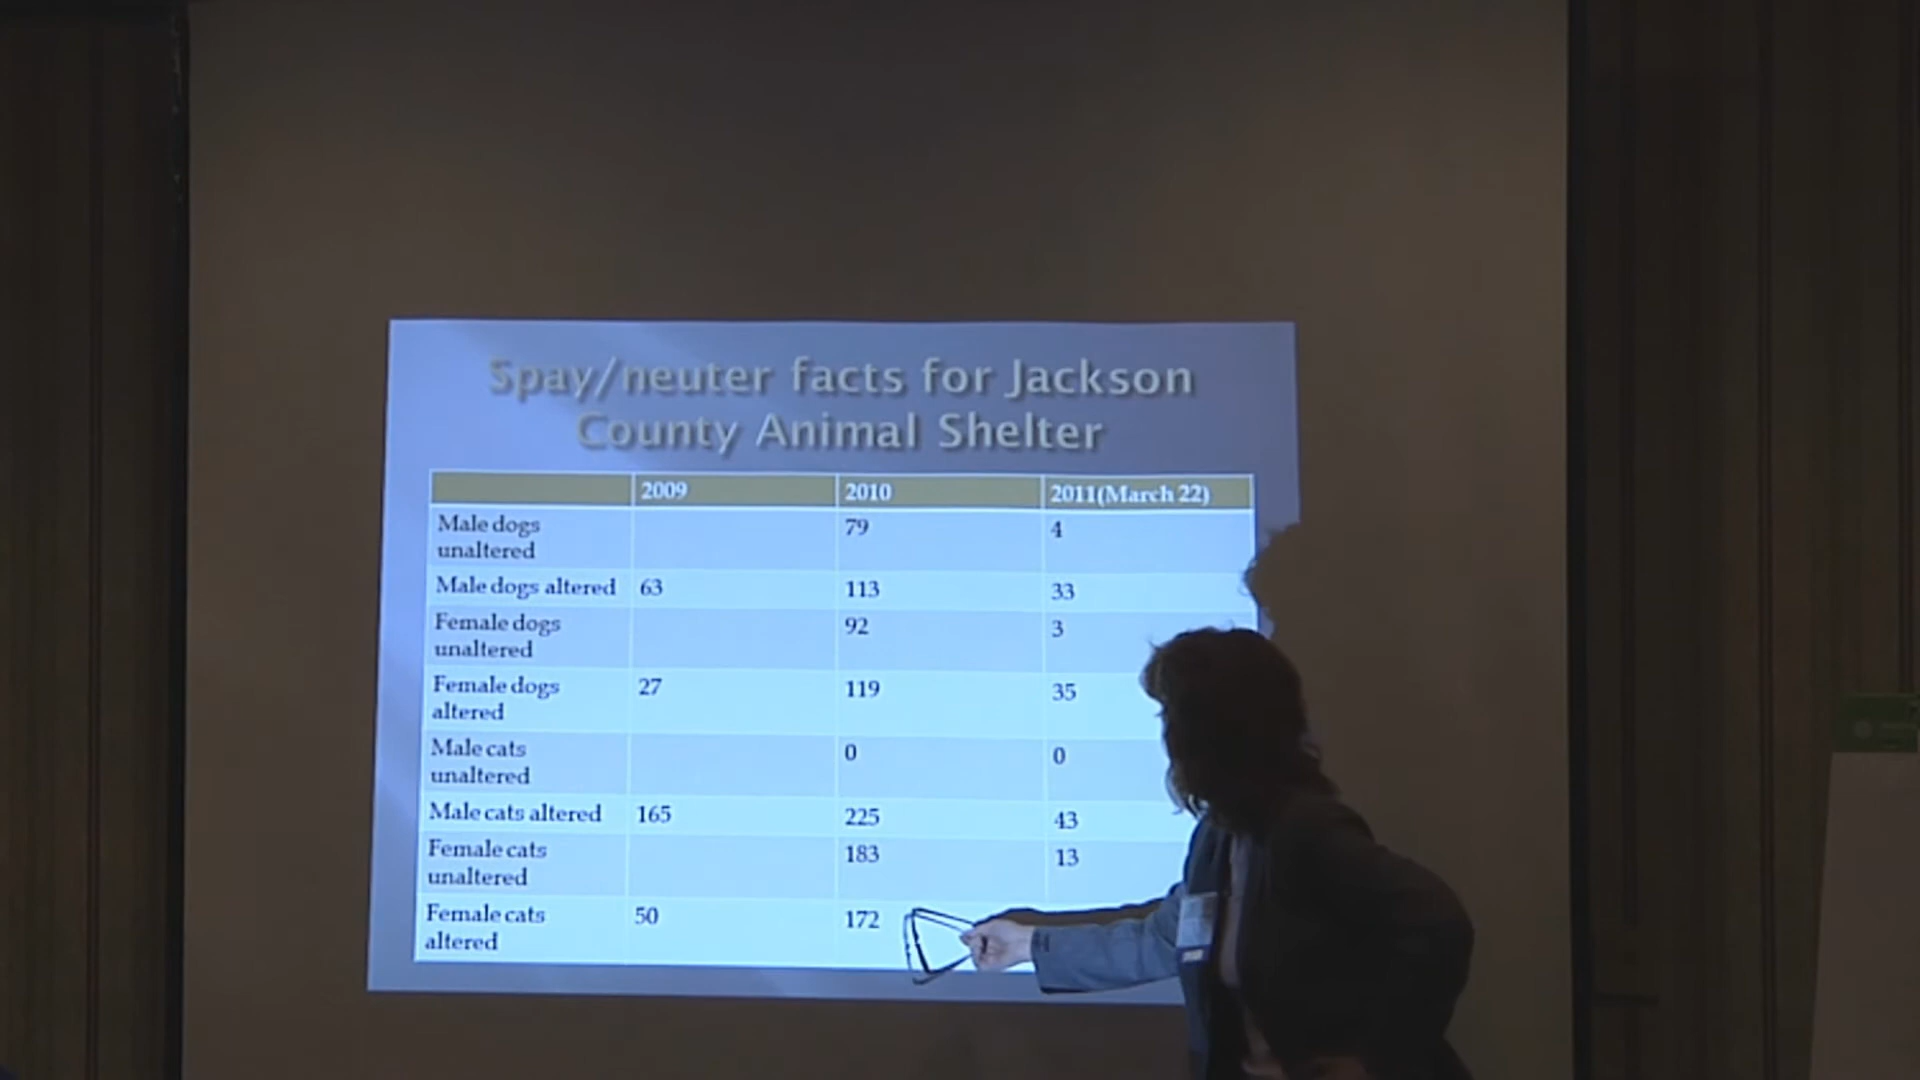 Spay/neuter facts for Jackson
County Animal Shelter
2009 2010 2011(March 22)
Male dogs
unaltered 79 4
Male dogs altered 63 113 33
Female dogs
unaltered 92 3
Female dogs
altered 27 119 35
Male cats
unaltered 0 0
Male cats altered 165 225 43
Female cats
unaltered 183 13
Female cats
altered 50 172